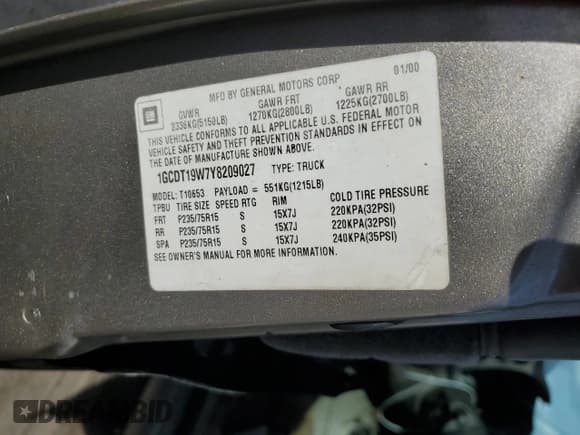 MFD BY GENERAL MOTORS CORP 01/00
GVWR GAWR FRT GAWR RR
2336KG(5150LB) 1270KG(2800LB) 1225KG(2700LB)
THIS VEHICLE CONFORMS TO ALL APPLICABLE U.S. FEDERAL MOTOR
VEHICLE SAFETY AND THEFT PREVENTION STANDARDS IN EFFECT ON
THE DATE OF MANUFACTURE SHOWN ABOVE.
1GCDT19W7Y8209027 TYPE: TRUCK
MODEL: T10653 PAYLOAD = 551KG(1215LB)
TPBU TIRE SIZE SPEED RTG RIM COLD TIRE PRESSURE
FRT P235/75R15 S 15X7J 220KPA(32PSI)
RR P235/75R15 S 15X7J 220KPA(32PSI)
SPA P235/75R15 S 15X7J 240KPA(35PSI)
SEE OWNER'S MANUAL FOR MORE INFORMATION.
GM
DREAMBID